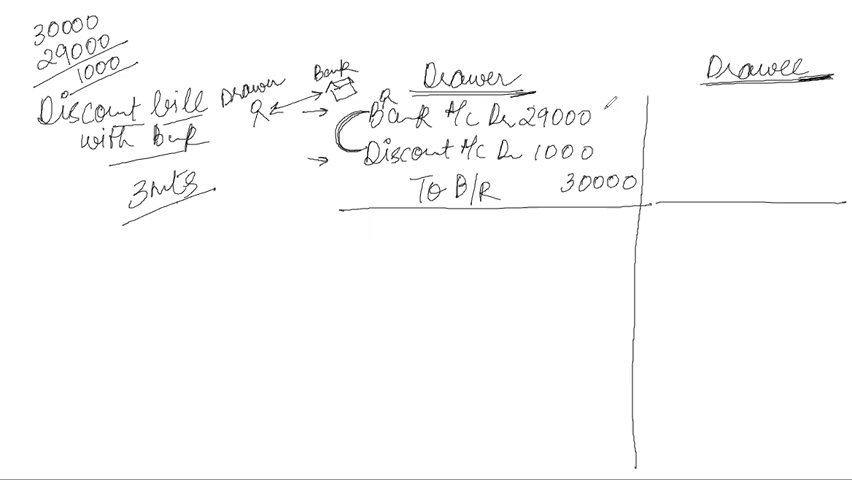 30000
29000
1000
Discount bill
with Bank
3mts
Drawer
Bank
Drawer
Bank A/c Dr 29000
Discount A/c Dr 1000
To B/R 30000
Drawee